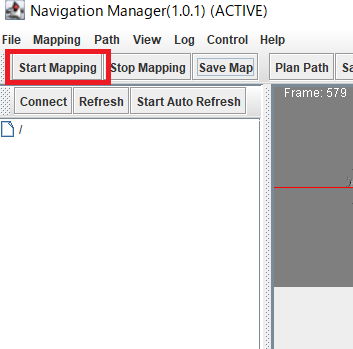 Navigation Manager(1.0.1) (ACTIVE)
File Mapping Path View Log Control Help
Start Mapping Stop Mapping Save Map Plan Path
Connect Refresh Start Auto Refresh
Frame: 579
/